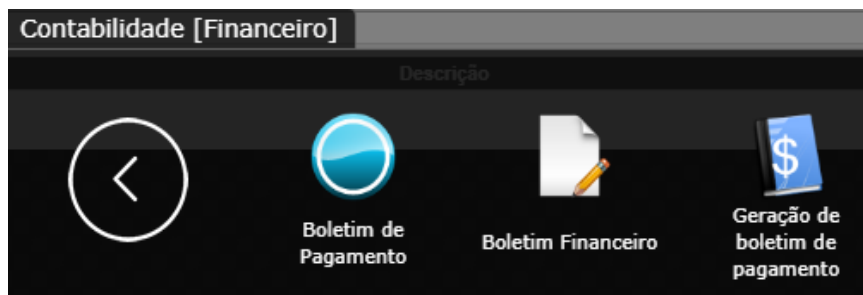 Contabilidade [Financeiro]
Descrição
Boletim de
Pagamento
Boletim Financeiro
$
Geração de
boletim de
pagamento